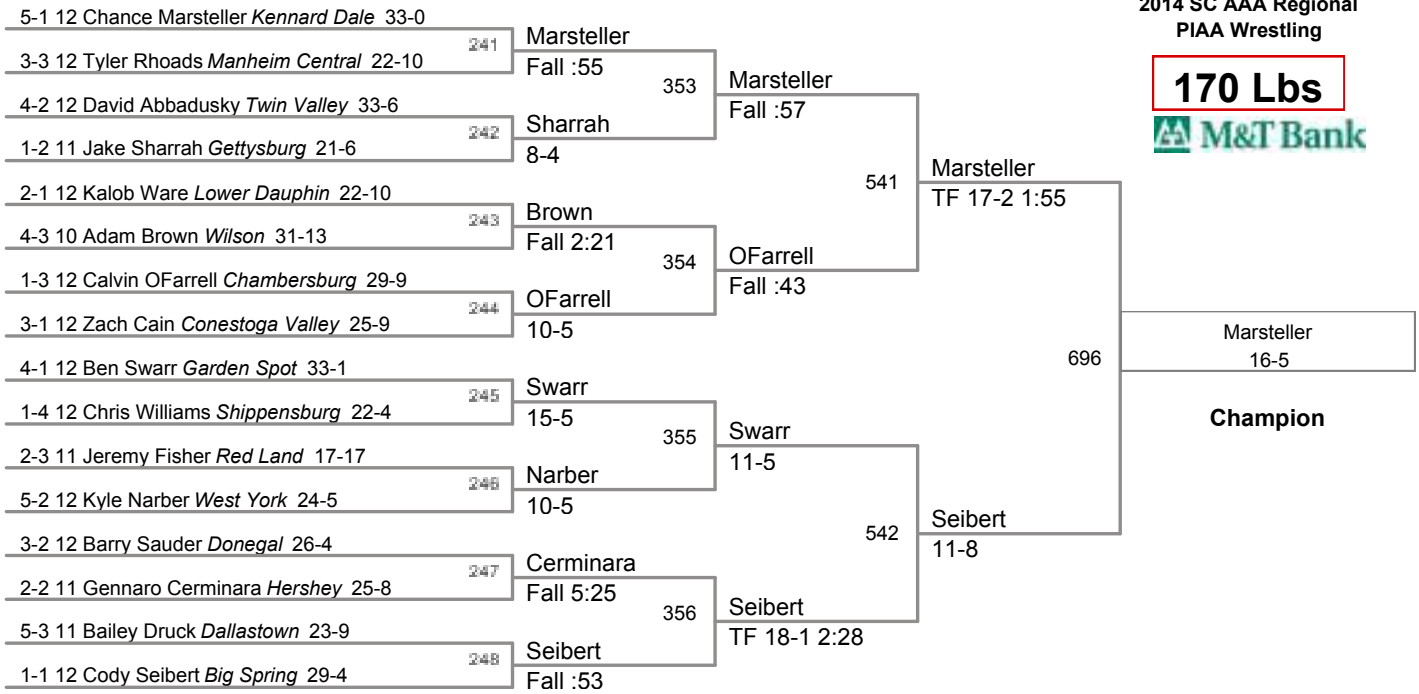 2014 SC AAA Regional
PIAA Wrestling
170 Lbs
M&T Bank
5-1 12 Chance Marsteller Kennard Dale 33-0
3-3 12 Tyler Rhoads Manheim Central 22-10
4-2 12 David Abbadusky Twin Valley 33-6
1-2 11 Jake Sharrah Gettysburg 21-6
2-1 12 Kalob Ware Lower Dauphin 22-10
4-3 10 Adam Brown Wilson 31-13
1-3 12 Calvin OFarrell Chambersburg 29-9
3-1 12 Zach Cain Conestoga Valley 25-9
4-1 12 Ben Swarr Garden Spot 33-1
1-4 12 Chris Williams Shippensburg 22-4
2-3 11 Jeremy Fisher Red Land 17-17
5-2 12 Kyle Narber West York 24-5
3-2 12 Barry Sauder Donegal 26-4
2-2 11 Gennaro Cerminara Hershey 25-8
5-3 11 Bailey Druck Dallastown 23-9
1-1 12 Cody Seibert Big Spring 29-4
241
Marsteller
Fall :55
242
Sharrah
8-4
243
Brown
Fall 2:21
244
OFarrell
10-5
245
Swarr
15-5
246
Narber
10-5
247
Cerminara
Fall 5:25
248
Seibert
Fall :53
353
Marsteller
Fall :57
354
OFarrell
Fall :43
355
Swarr
11-5
356
Seibert
TF 18-1 2:28
541
Marsteller
TF 17-2 1:55
542
Seibert
11-8
696
Marsteller
16-5
Champion